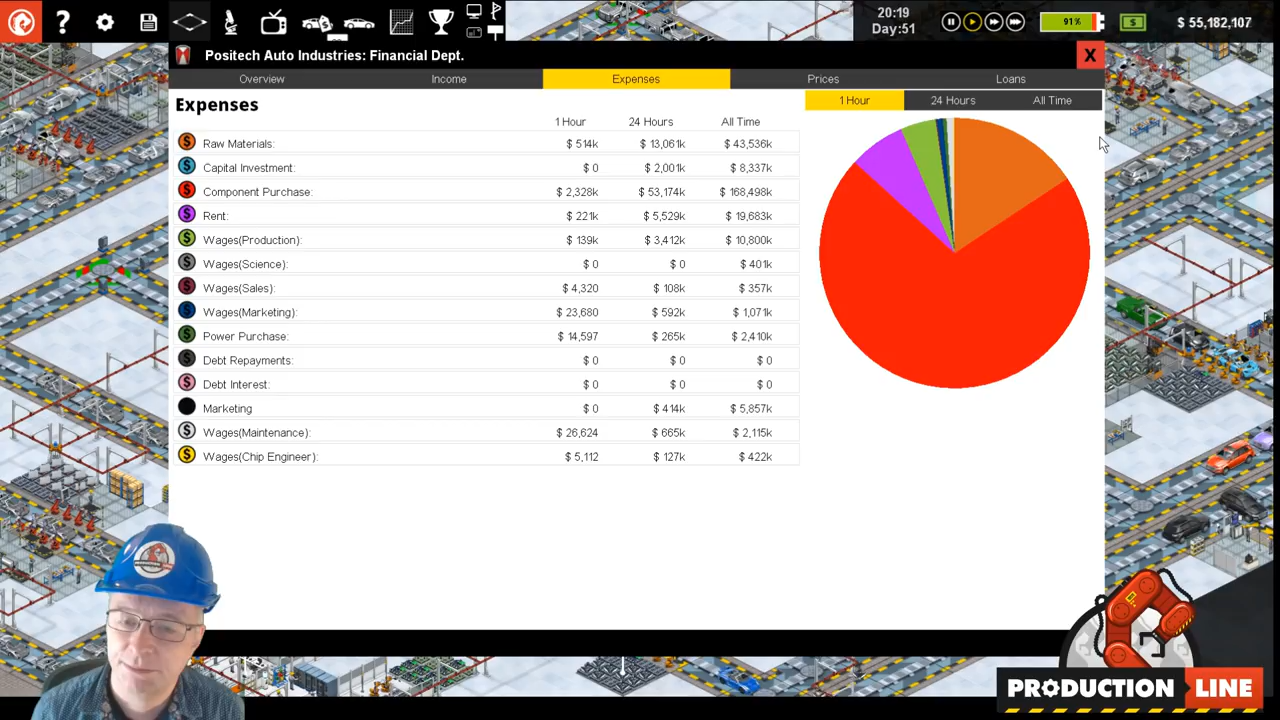 20:19
Day:51
91%
$ 55,182,107
Positech Auto Industries: Financial Dept.
X
Overview Income Expenses Prices Loans
Expenses
1 Hour 24 Hours All Time
1 Hour 24 Hours All Time
Raw Materials: $ 514k $ 13,061k $ 43,536k
Capital Investment: $ 0 $ 2,001k $ 8,337k
Component Purchase: $ 2,328k $ 53,174k $ 168,498k
Rent: $ 221k $ 5,529k $ 19,683k
Wages(Production): $ 139k $ 3,412k $ 10,800k
Wages(Science): $ 0 $ 0 $ 401k
Wages(Sales): $ 4,320 $ 108k $ 357k
Wages(Marketing): $ 23,680 $ 592k $ 1,071k
Power Purchase: $ 14,597 $ 265k $ 2,410k
Debt Repayments: $ 0 $ 0 $ 0
Debt Interest: $ 0 $ 0 $ 0
Marketing $ 0 $ 414k $ 5,857k
Wages(Maintenance): $ 26,624 $ 665k $ 2,115k
Wages(Chip Engineer): $ 5,112 $ 127k $ 422k
PRODUCTION LINE